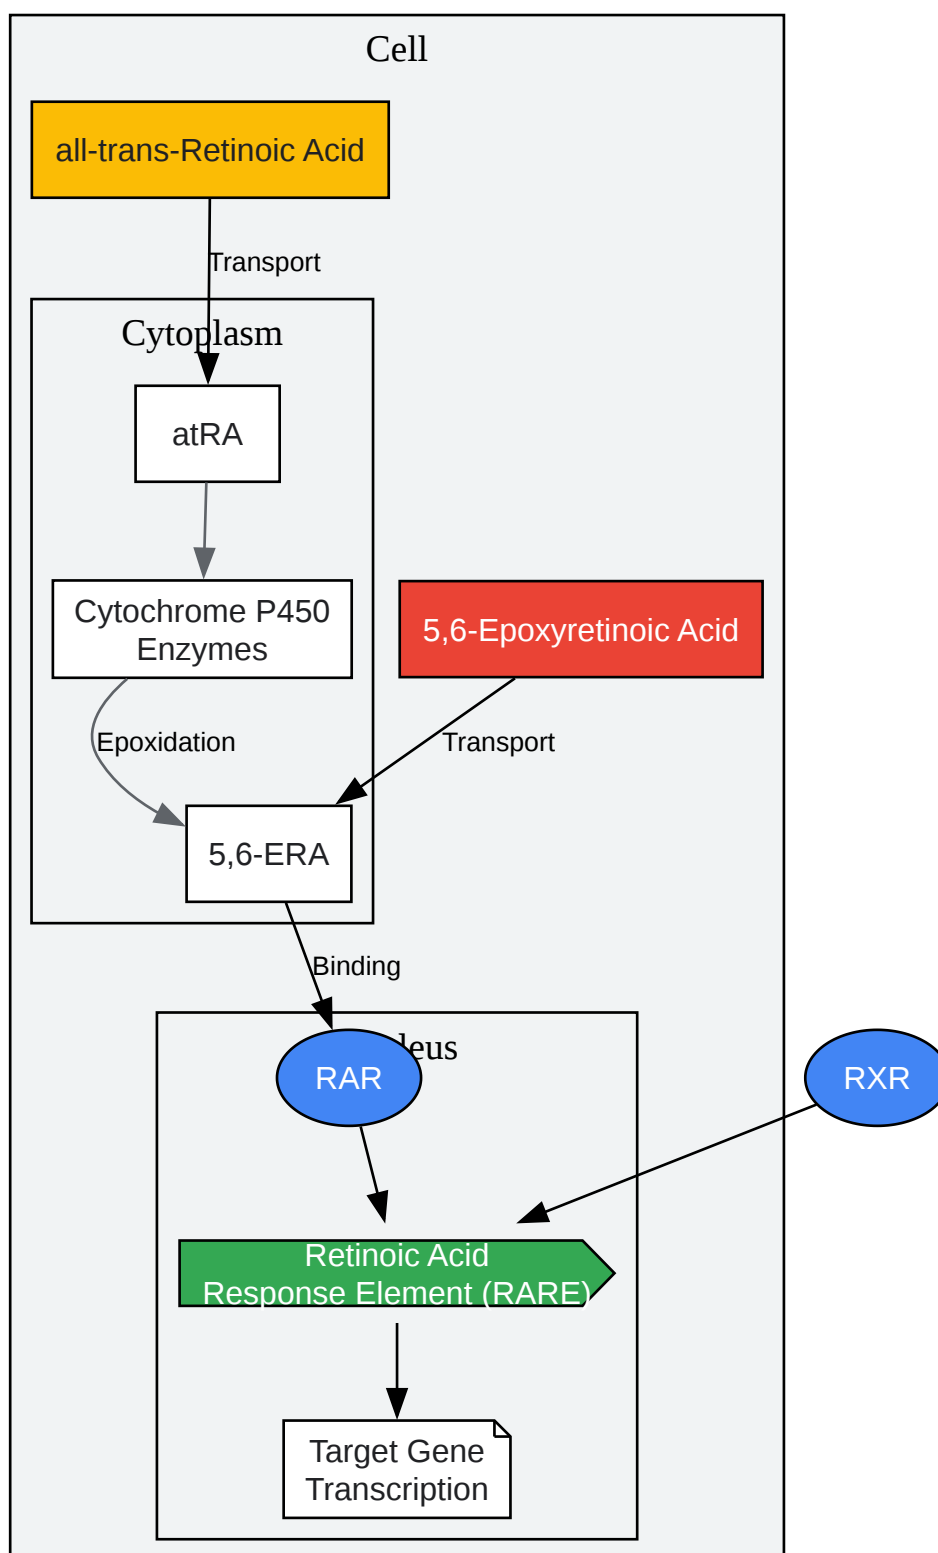 Cell
all-trans-Retinoic Acid
Transport
Cytoplasm
atRA
Cytochrome P450
Enzymes
5,6-Epoxyretinoic Acid
Epoxidation
Transport
5,6-ERA
Binding
RAR
RXR
Retinoic Acid
Response Element (RARE)
Target Gene
Transcription